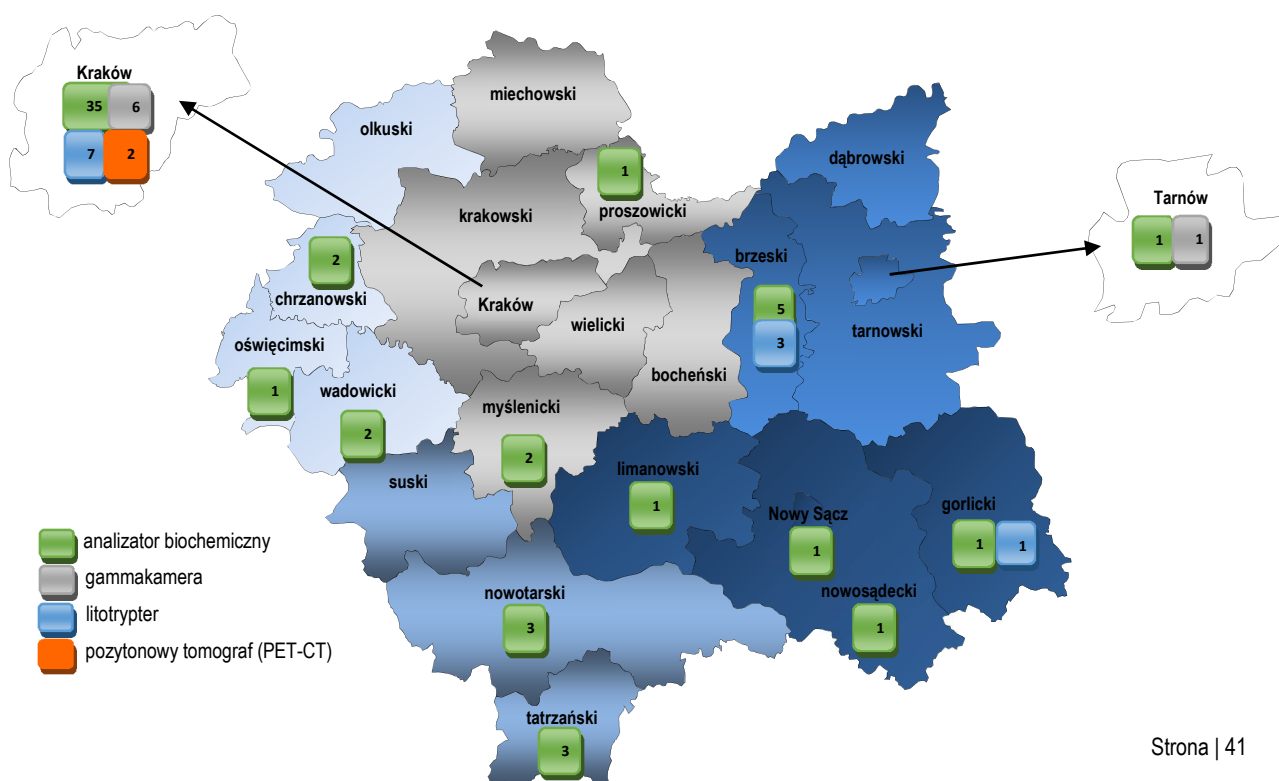 Kraków
35 6
7 2
miechowski
olkuski
dąbrowski
1
krakowski
proszowicki
Tarnów
1 1
brzeski
2
chrzanowski
Kraków
wielicki
5
3
tarnowski
oświęcimski
bocheński
1
wadowicki
2
myślenicki
2
suski
limanowski
1
Nowy Sącz
1
gorlicki
1 1
analizator biochemiczny
gammakamera
litotrypter
pozytonowy tomograf (PET-CT)
nowotarski
3
nowosądecki
1
tatrzański
3
Strona | 41